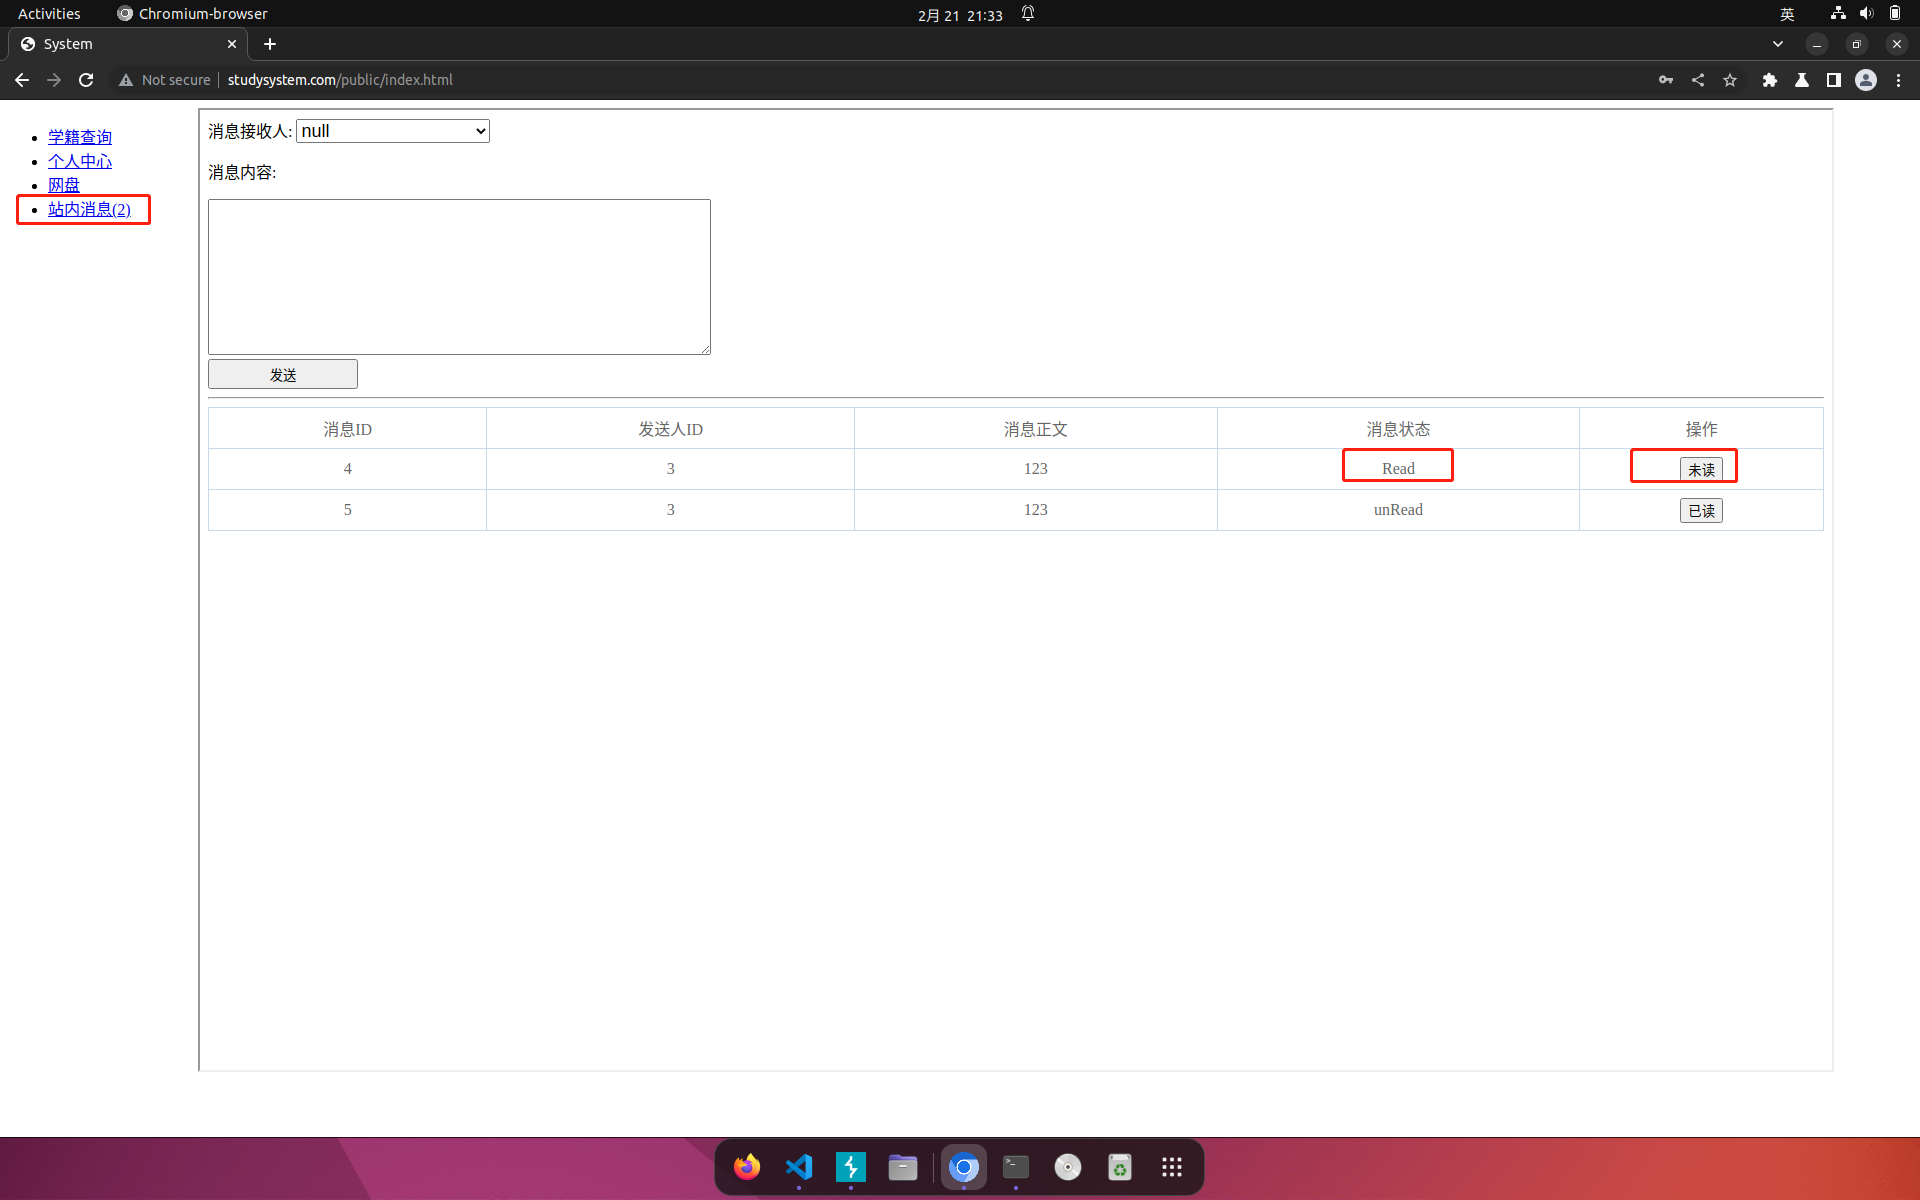 Activities Chromium-browser 2月 21 21:33 英
System
Not secure studysystem.com/public/index.html
学籍查询
个人中心
网盘
站内消息(2)
消息接收人: null
消息内容:
发送
消息ID 发送人ID 消息正文 消息状态 操作
4 3 123 Read 未读
5 3 123 unRead 已读